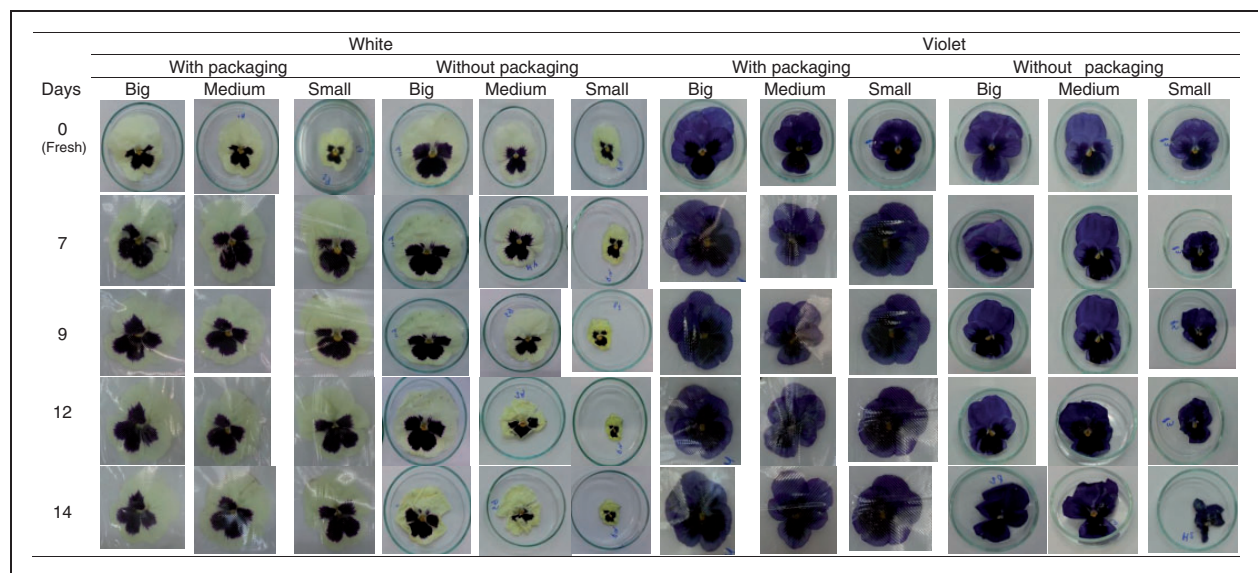 White Violet
With packaging Without packaging With packaging Without packaging
Days Big Medium Small Big Medium Small Big Medium Small Big Medium Small
0
(Fresh)
7
9
12
14